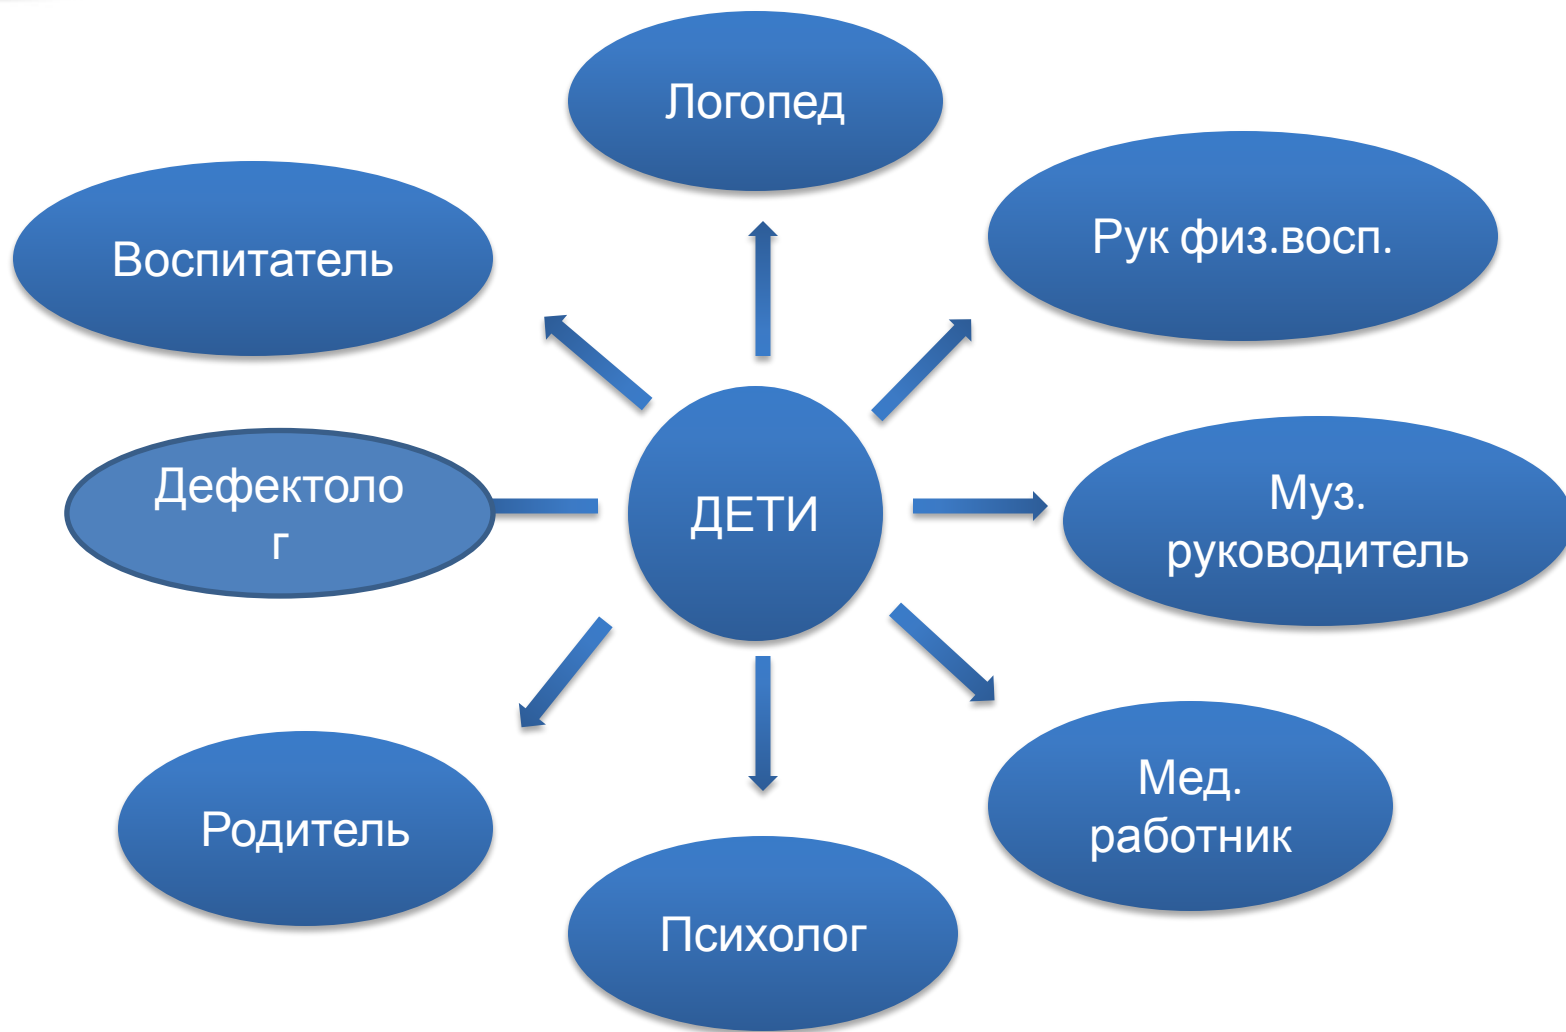 Логопед
Рук физ.восп.
Воспитатель
Дефектоло
г
ДЕТИ
Муз.
руководитель
Мед.
работник
Родитель
Психолог